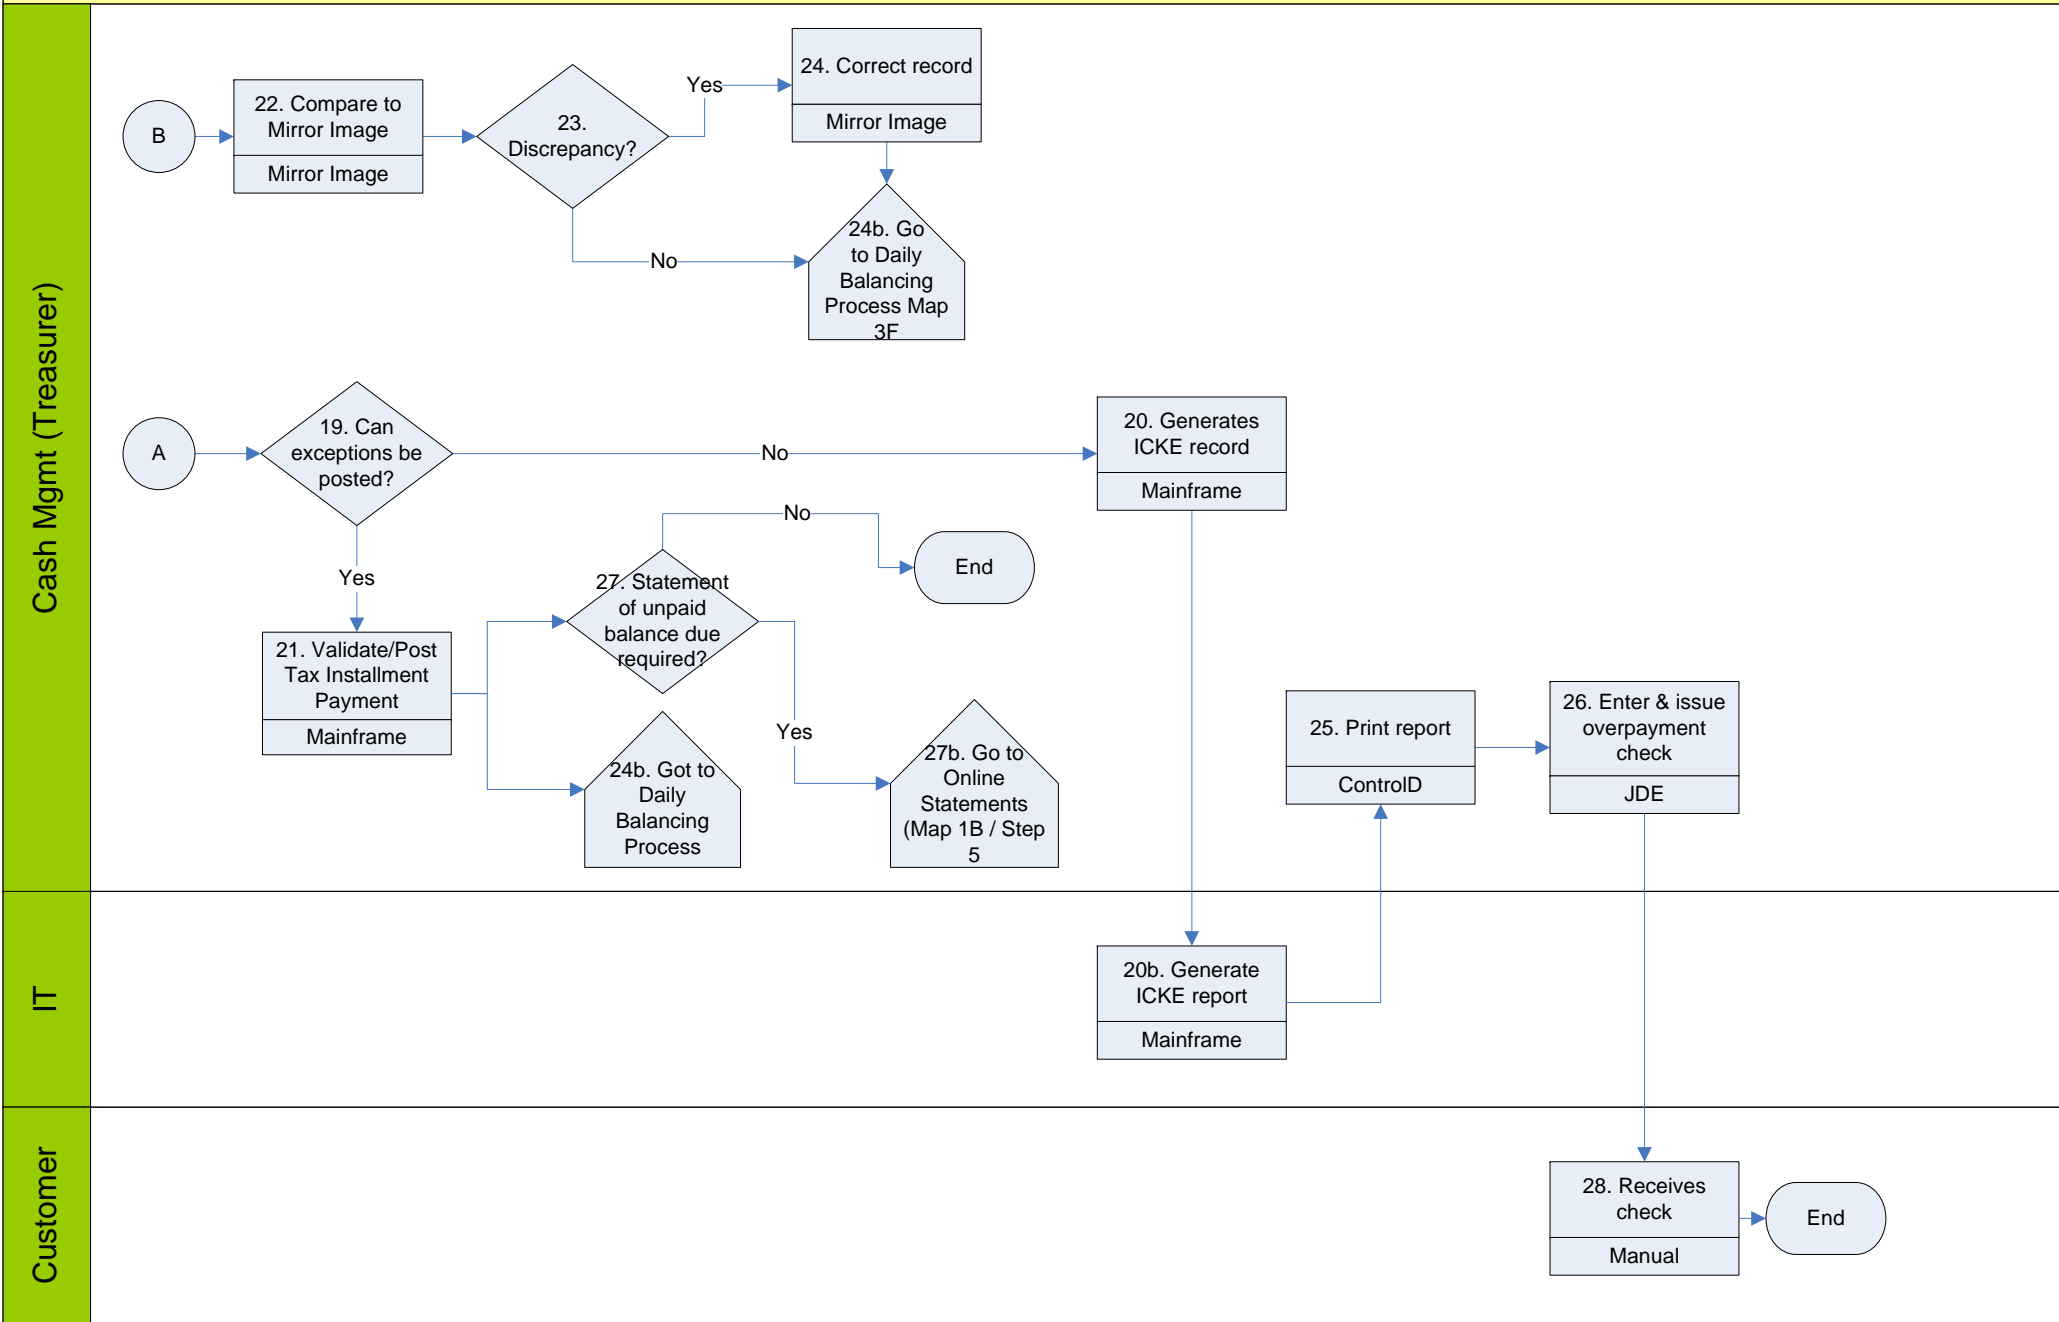 Cash Mgmt (Treasurer)
B
22. Compare to
Mirror Image
Mirror Image
23.
Discrepancy?
Yes
24. Correct record
Mirror Image
No
24b. Go
to Daily
Balancing
Process Map
3F
A
19. Can
exceptions be
posted?
No
20. Generates
ICKE record
Mainframe
Yes
21. Validate/Post
Tax Installment
Payment
Mainframe
27. Statement
of unpaid
balance due
required?
No
End
Yes
24b. Got to
Daily
Balancing
Process
27b. Go to
Online
Statements
(Map 1B / Step
5
25. Print report
ControlD
26. Enter & issue
overpayment
check
JDE
IT
20b. Generate
ICKE report
Mainframe
Customer
28. Receives
check
Manual
End